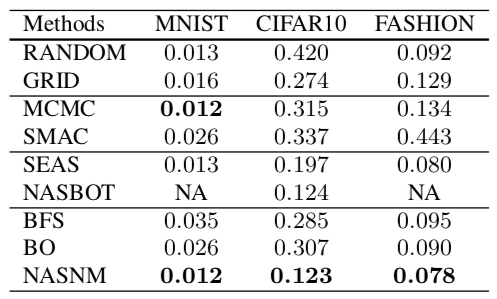 Methods MNIST CIFAR10 FASHION
RANDOM 0.013 0.420 0.092
GRID 0.016 0.274 0.129
MCMC 0.012 0.315 0.134
SMAC 0.026 0.337 0.443
SEAS 0.013 0.197 0.080
NASBOT NA 0.124 NA
BFS 0.035 0.285 0.095
BO 0.026 0.307 0.090
NASNM 0.012 0.123 0.078